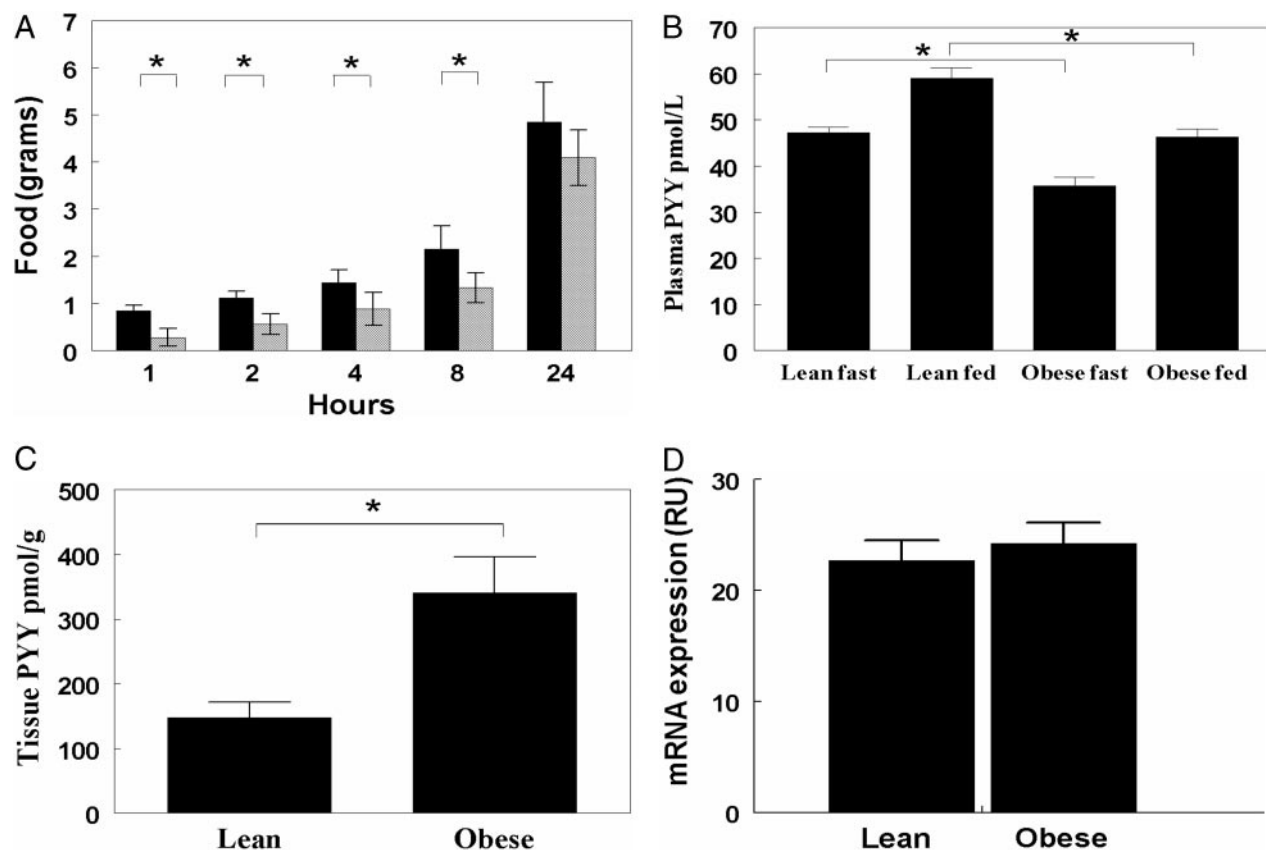 A
7
6
5
4
3
2
1
0
Food (grams)
* * * *
1 2 4 8 24
Hours
B
70
60
50
40
30
20
10
0
Plasma PYY pmol/L
* *
Lean fast Lean fed Obese fast Obese fed
C
500
400
300
200
100
0
Tissue PYY pmol/g
*
Lean Obese
D
30
20
10
0
mRNA expression (RU)
Lean Obese